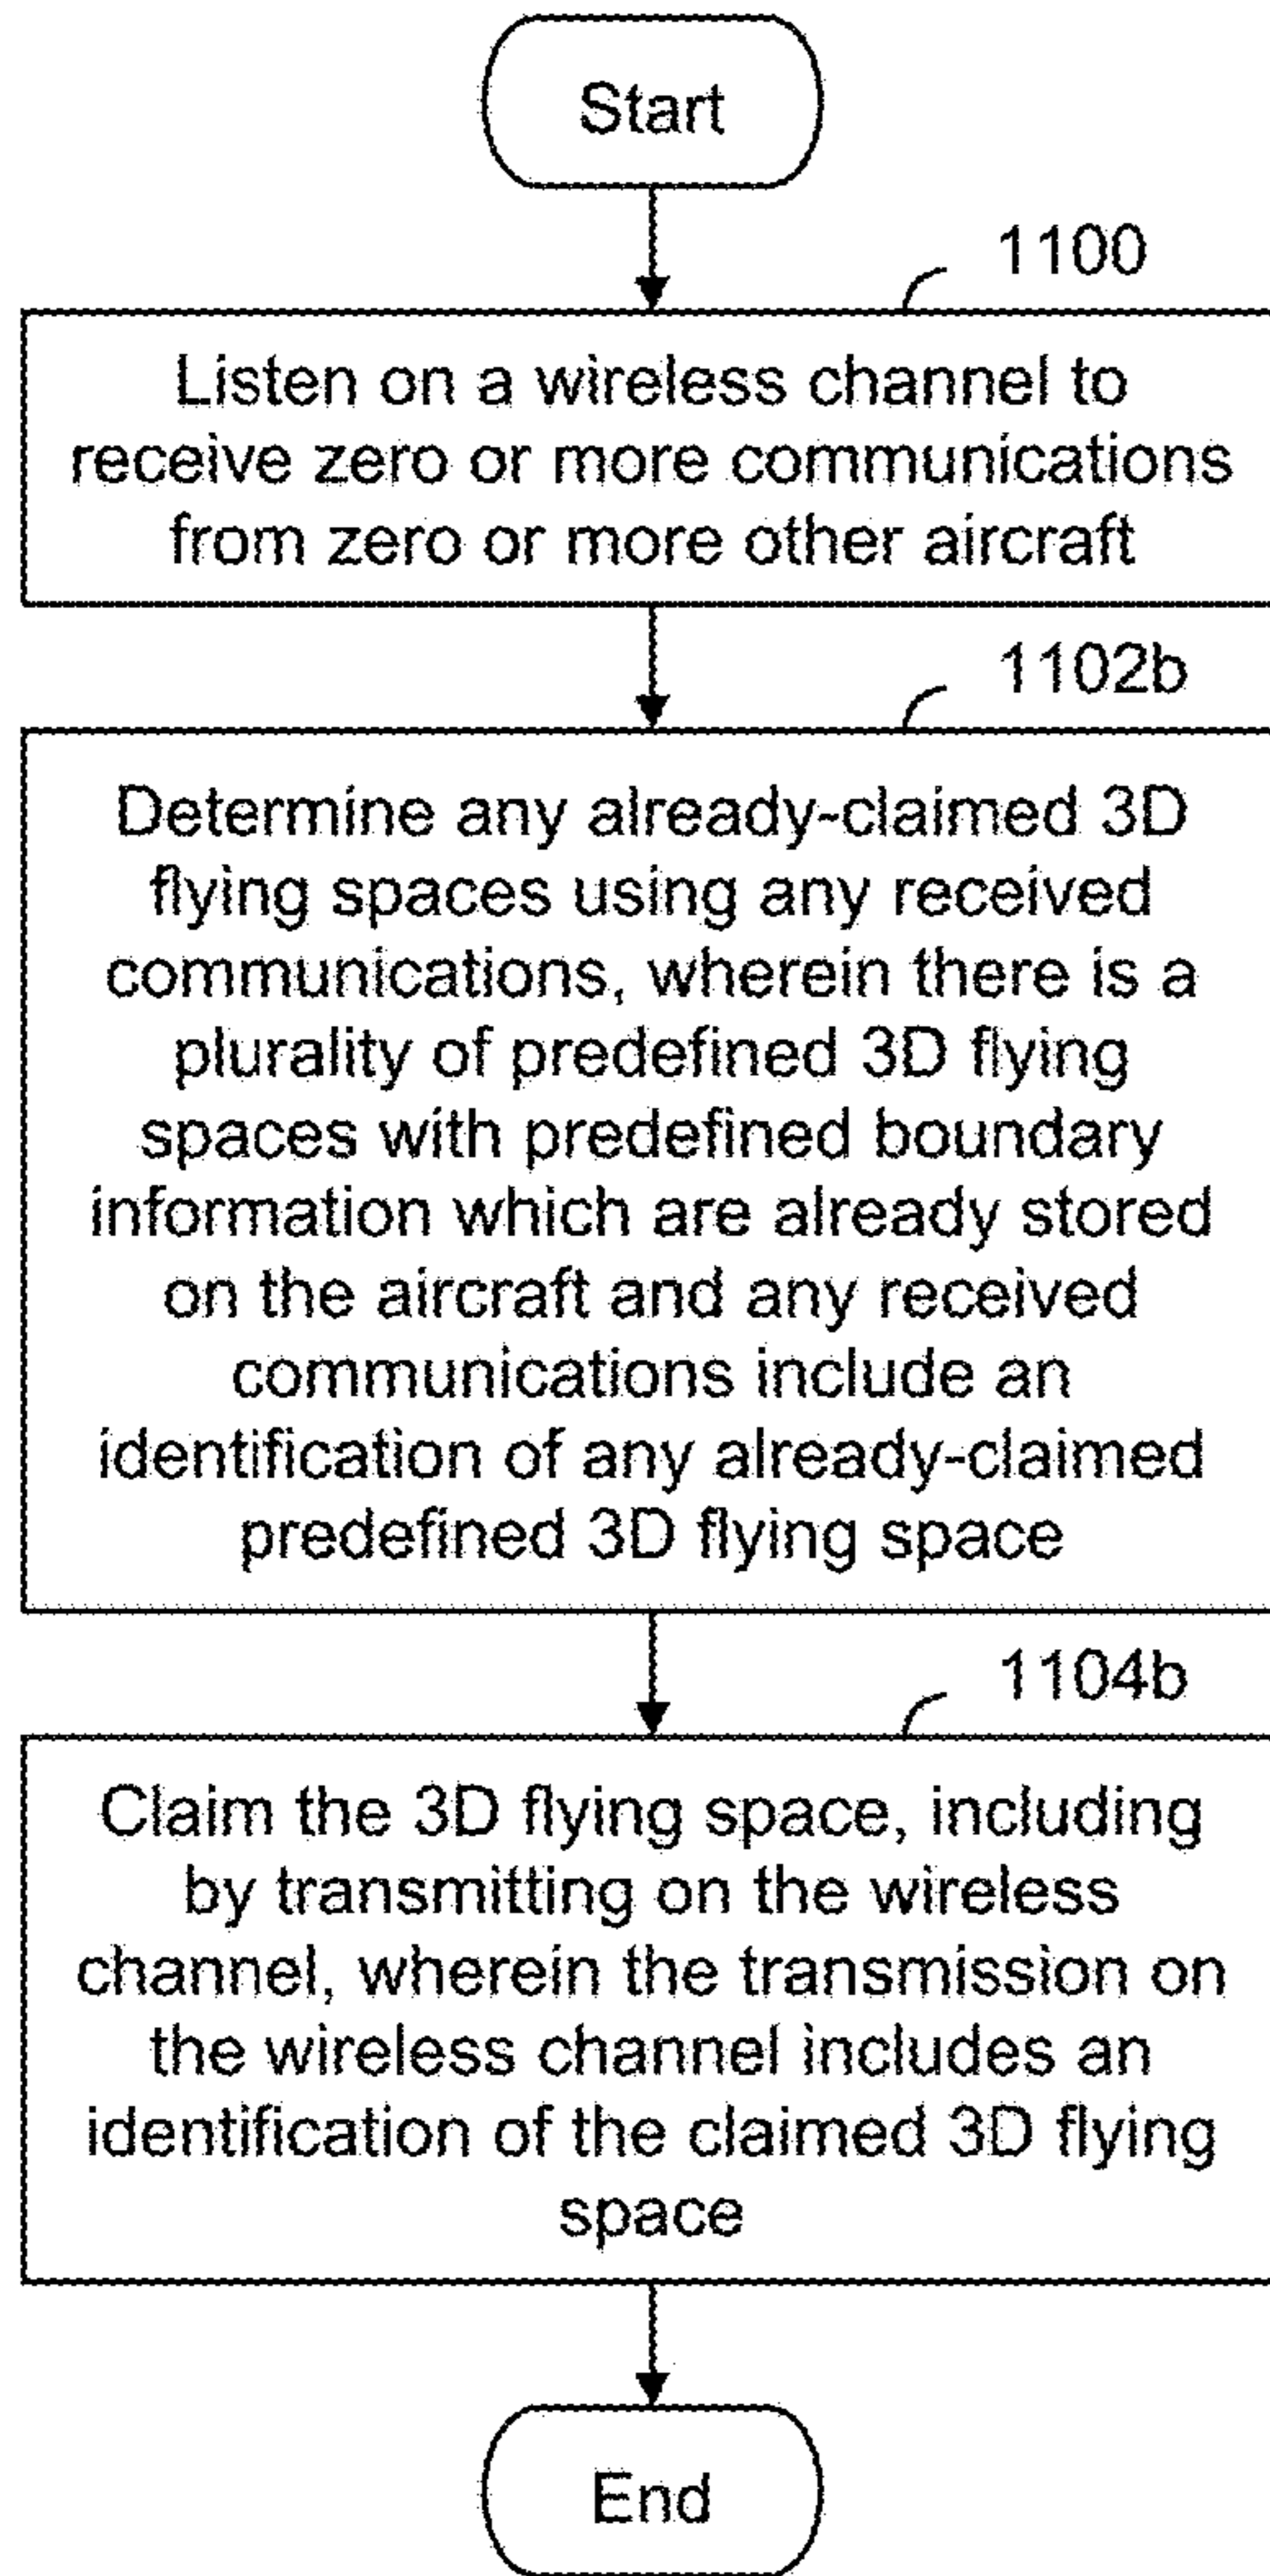 Start
1100
Listen on a wireless channel to
receive zero or more communications
from zero or more other aircraft
1102b
Determine any already-claimed 3D
flying spaces using any received
communications, wherein there is a
plurality of predefined 3D flying
spaces with predefined boundary
information which are already stored
on the aircraft and any received
communications include an
identification of any already-claimed
predefined 3D flying space
1104b
Claim the 3D flying space, including
by transmitting on the wireless
channel, wherein the transmission on
the wireless channel includes an
identification of the claimed 3D flying
space
End